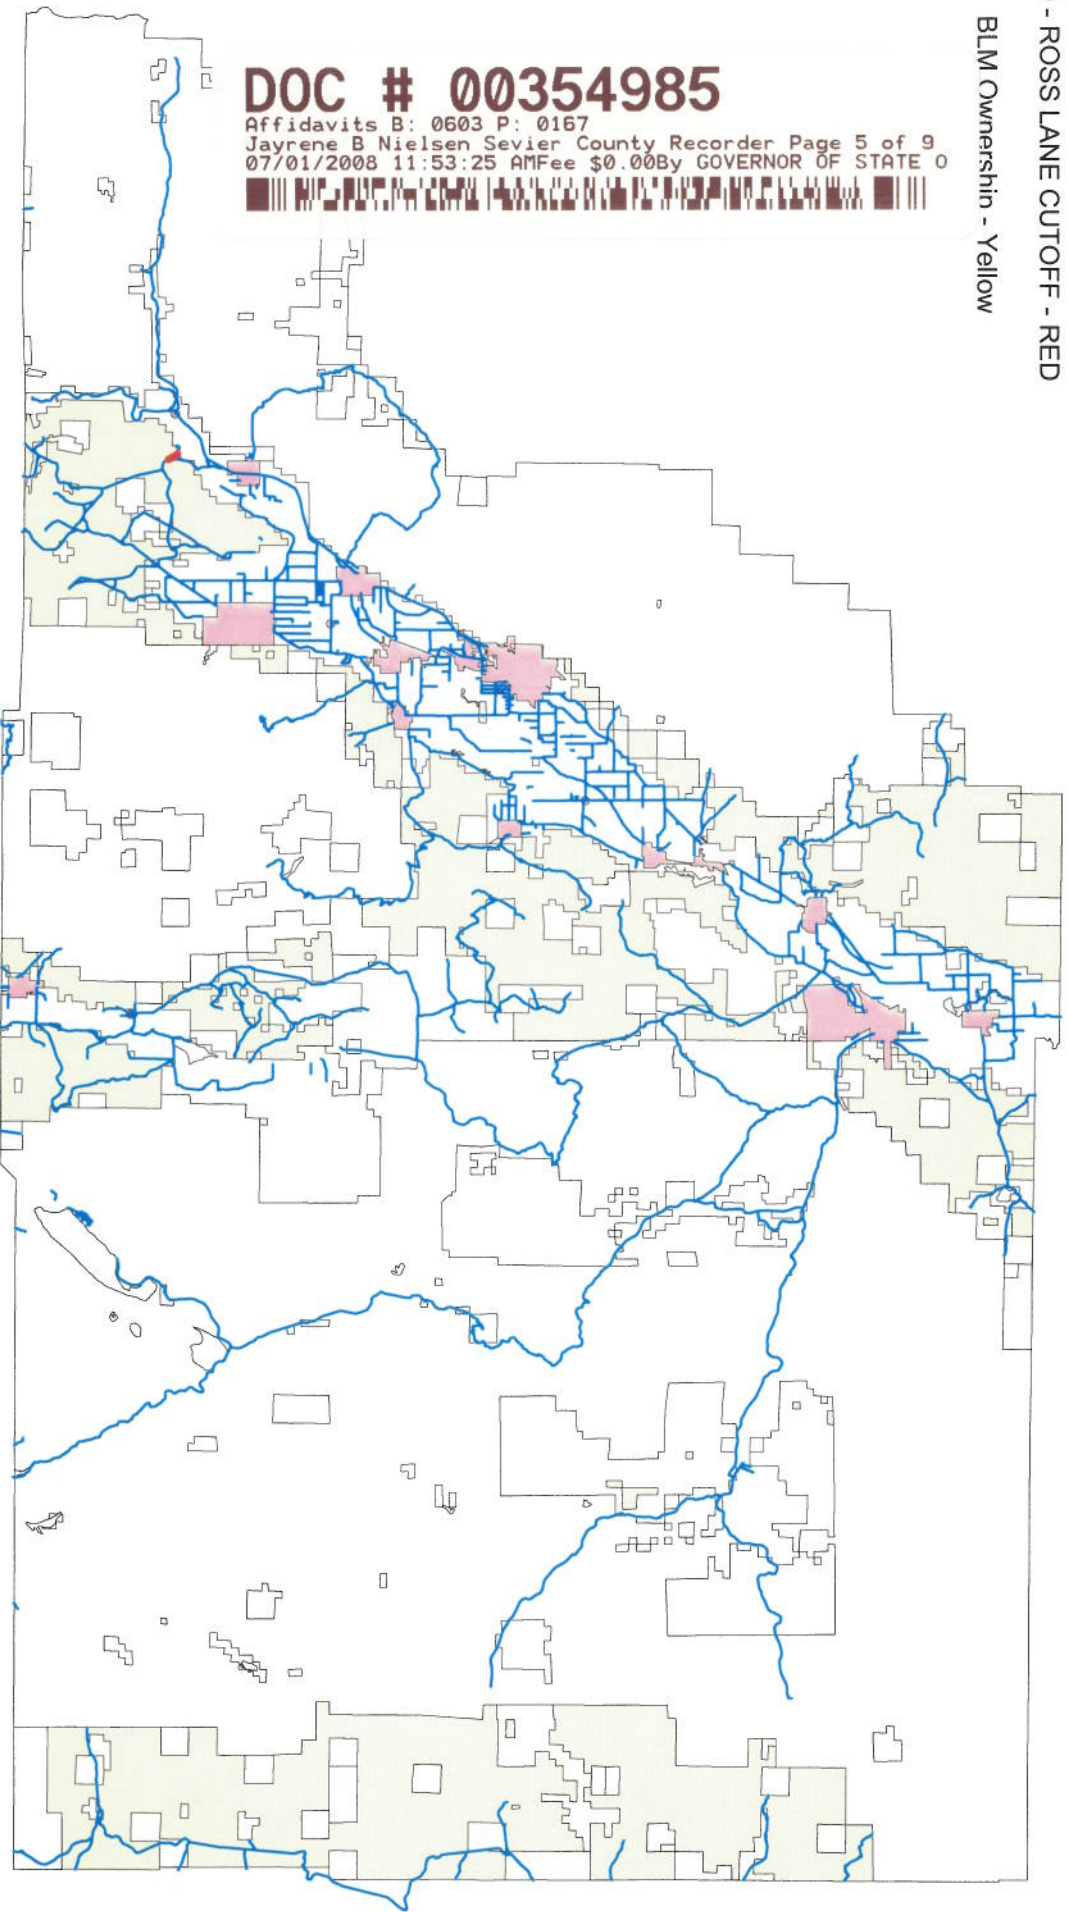 - ROSS LANE CUTOFF - RED
BLM Ownership - Yellow
DOC # 00354985
Affidavits B: 0603 P: 0167
Jayrene B Nielsen Sevier County Recorder Page 5 of 9
07/01/2008 11:53:25 AMFee $0.00By GOVERNOR OF STATE O